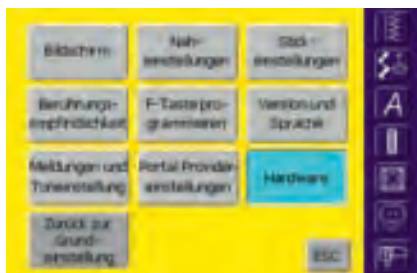 Bildschirm
Näh-
einstellungen
Stick-
einstellungen
Berührungs-
empfindlichkeit
F-Taste pro-
grammieren
Version und
Sprache
Meldungen und
Toneinstellung
Portal Provider-
einstellungen
Hardware
Zurück zur
Grund-
einstellung
ESC
A